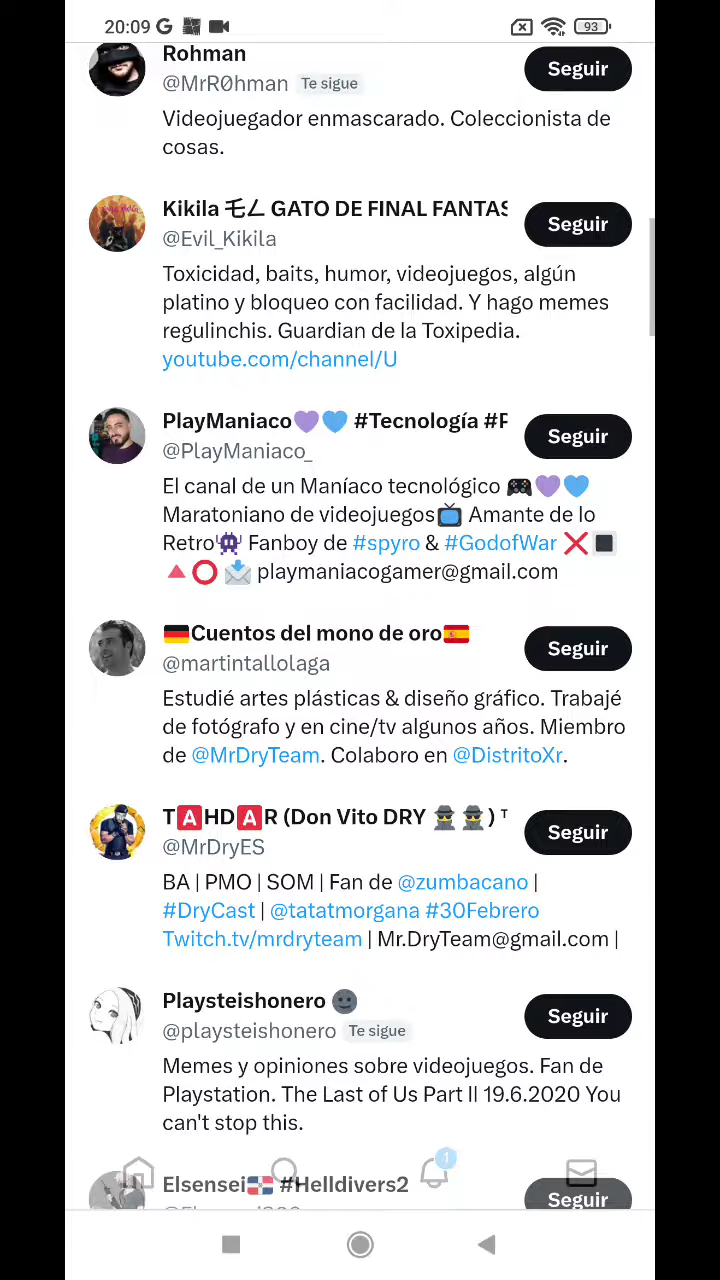 20:09
93
Rohman
@MrR0hman Te sigue
Seguir
Videojuegador enmascarado. Coleccionista de
cosas.
Kikila 乇ㄥ GATO DE FINAL FANTAS
@Evil_Kikila
Seguir
Toxicidad, baits, humor, videojuegos, algún
platino y bloqueo con facilidad. Y hago memes
regulinchis. Guardian de la Toxipedia.
youtube.com/channel/U
PlayManiaco💜💙 #Tecnología #P
@PlayManiaco_
Seguir
El canal de un Maníaco tecnológico 🎮💜💙
Maratoniano de videojuegos📺 Amante de lo
Retro👾 Fanboy de #spyro & #GodofWar ❌🔳
🔺⭕ 📩 playmaniacogamer@gmail.com
🇩🇪Cuentos del mono de oro🇪🇸
@martintallolaga
Seguir
Estudié artes plásticas & diseño gráfico. Trabajé
de fotógrafo y en cine/tv algunos años. Miembro
de @MrDryTeam. Colaboro en @DistritoXr.
T🅰HD🅰R (Don Vito DRY 🕵 🕵) ᵀ
@MrDryES
Seguir
BA | PMO | SOM | Fan de @zumbacano |
#DryCast | @tatatmorgana #30Febrero
Twitch.tv/mrdryteam | Mr.DryTeam@gmail.com |
Playsteishonero 🌚
@playsteishonero Te sigue
Seguir
Memes y opiniones sobre videojuegos. Fan de
Playstation. The Last of Us Part II 19.6.2020 You
can't stop this.
1
Elsensei🇩🇴 #Helldivers2
Seguir